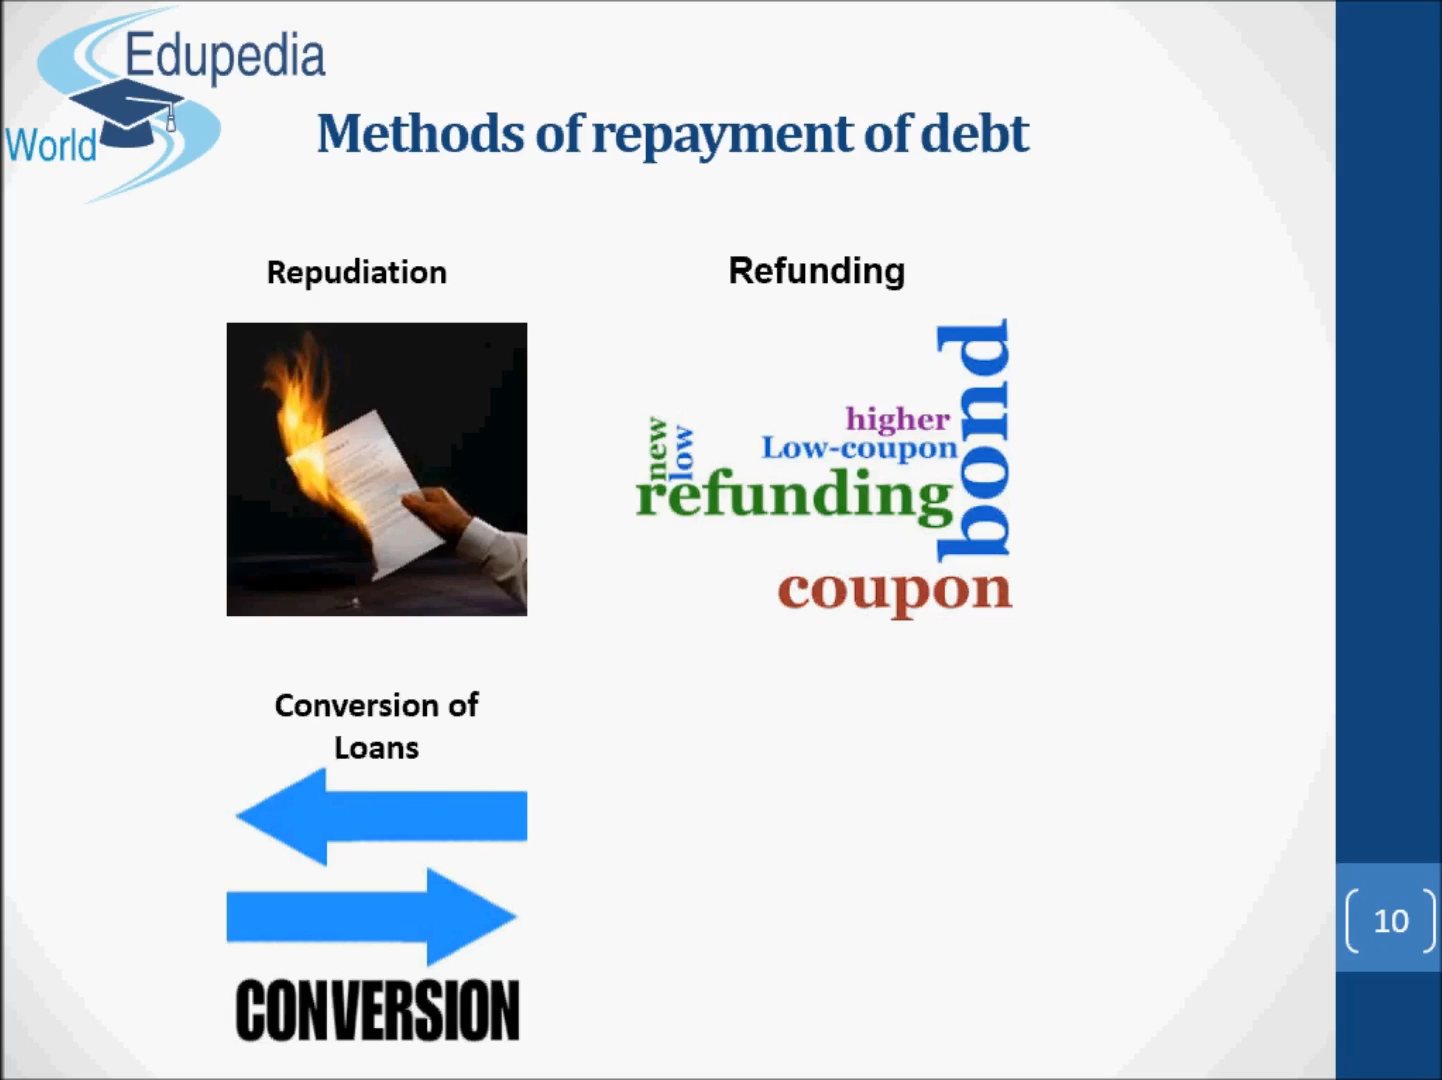 Edupedia
World
Methods of repayment of debt
Repudiation
Refunding
bond
higher
new
low
Low-coupon
refunding
coupon
Conversion of
Loans
CONVERSION
10